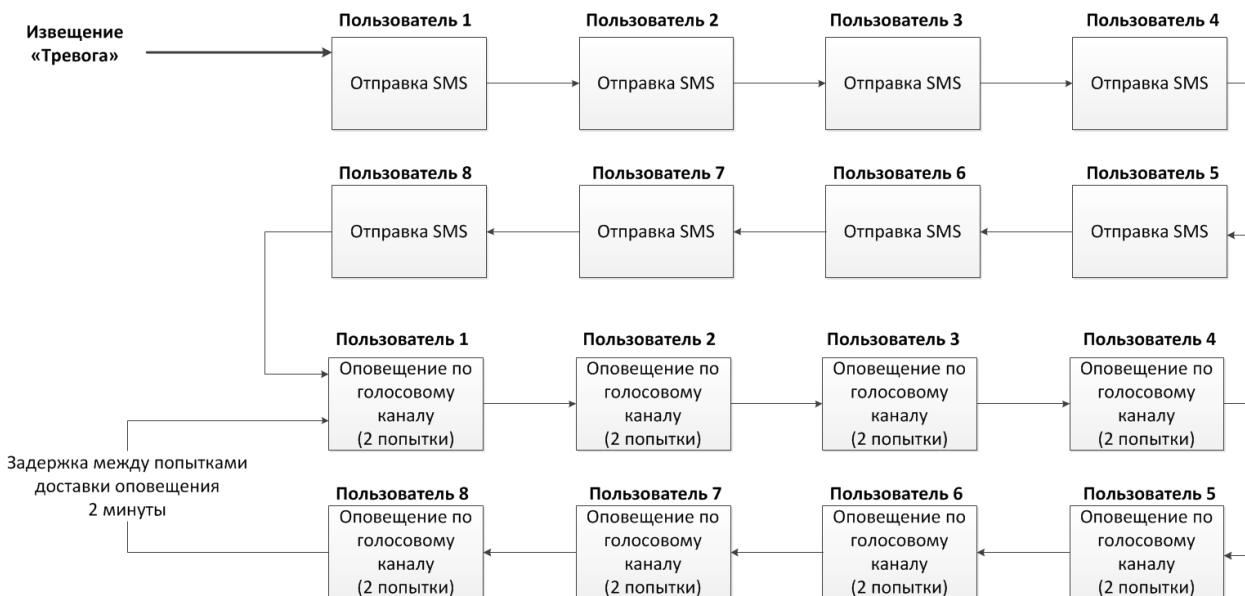 Извещение
«Тревога»
Пользователь 1
Отправка SMS
Пользователь 2
Отправка SMS
Пользователь 3
Отправка SMS
Пользователь 4
Отправка SMS
Пользователь 8
Отправка SMS
Пользователь 7
Отправка SMS
Пользователь 6
Отправка SMS
Пользователь 5
Отправка SMS
Пользователь 1
Оповещение по
голосовому
каналу
(2 попытки)
Пользователь 2
Оповещение по
голосовому
каналу
(2 попытки)
Пользователь 3
Оповещение по
голосовому
каналу
(2 попытки)
Пользователь 4
Оповещение по
голосовому
каналу
(2 попытки)
Задержка между попытками
доставки оповещения
2 минуты
Пользователь 8
Оповещение по
голосовому
каналу
(2 попытки)
Пользователь 7
Оповещение по
голосовому
каналу
(2 попытки)
Пользователь 6
Оповещение по
голосовому
каналу
(2 попытки)
Пользователь 5
Оповещение по
голосовому
каналу
(2 попытки)